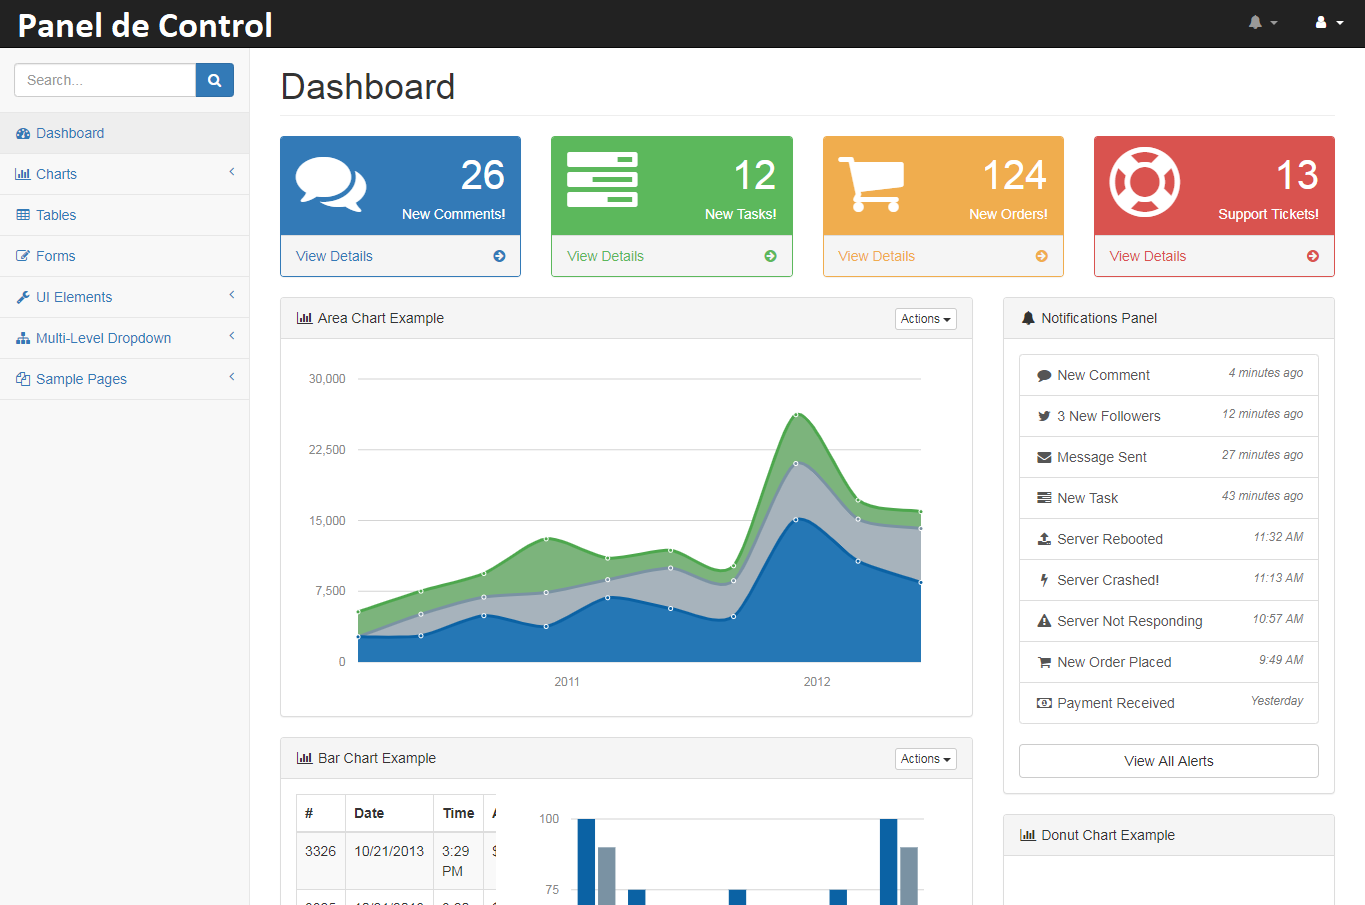 Panel de Control
Search...
Dashboard
Charts
Tables
Forms
UI Elements
Multi-Level Dropdown
Sample Pages
Dashboard
26
New Comments!
View Details
12
New Tasks!
View Details
124
New Orders!
View Details
13
Support Tickets!
View Details
Area Chart Example
Actions
30,000
22,500
15,000
7,500
0
2011 2012
Notifications Panel
New Comment 4 minutes ago
3 New Followers 12 minutes ago
Message Sent 27 minutes ago
New Task 43 minutes ago
Server Rebooted 11:32 AM
Server Crashed! 11:13 AM
Server Not Responding 10:57 AM
New Order Placed 9:49 AM
Payment Received Yesterday
View All Alerts
Bar Chart Example
Actions
# Date Time
3326 10/21/2013 3:29
PM
100
75
Donut Chart Example